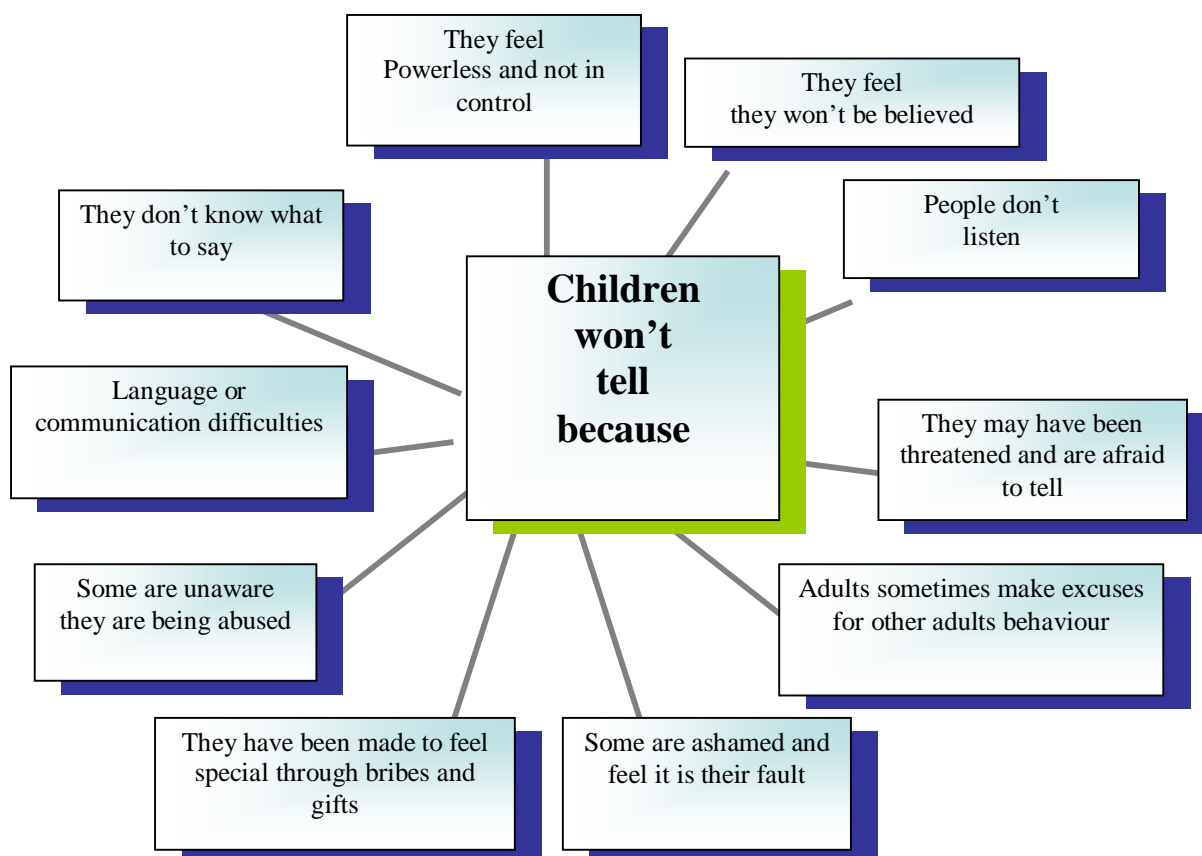 They feel
Powerless and not in
control
They feel
they won’t be believed
People don’t
listen
They don’t know what
to say
Children
won’t
tell
because
Language or
communication difficulties
They may have been
threatened and are afraid
to tell
Some are unaware
they are being abused
Adults sometimes make excuses
for other adults behaviour
They have been made to feel
special through bribes and
gifts
Some are ashamed and
feel it is their fault